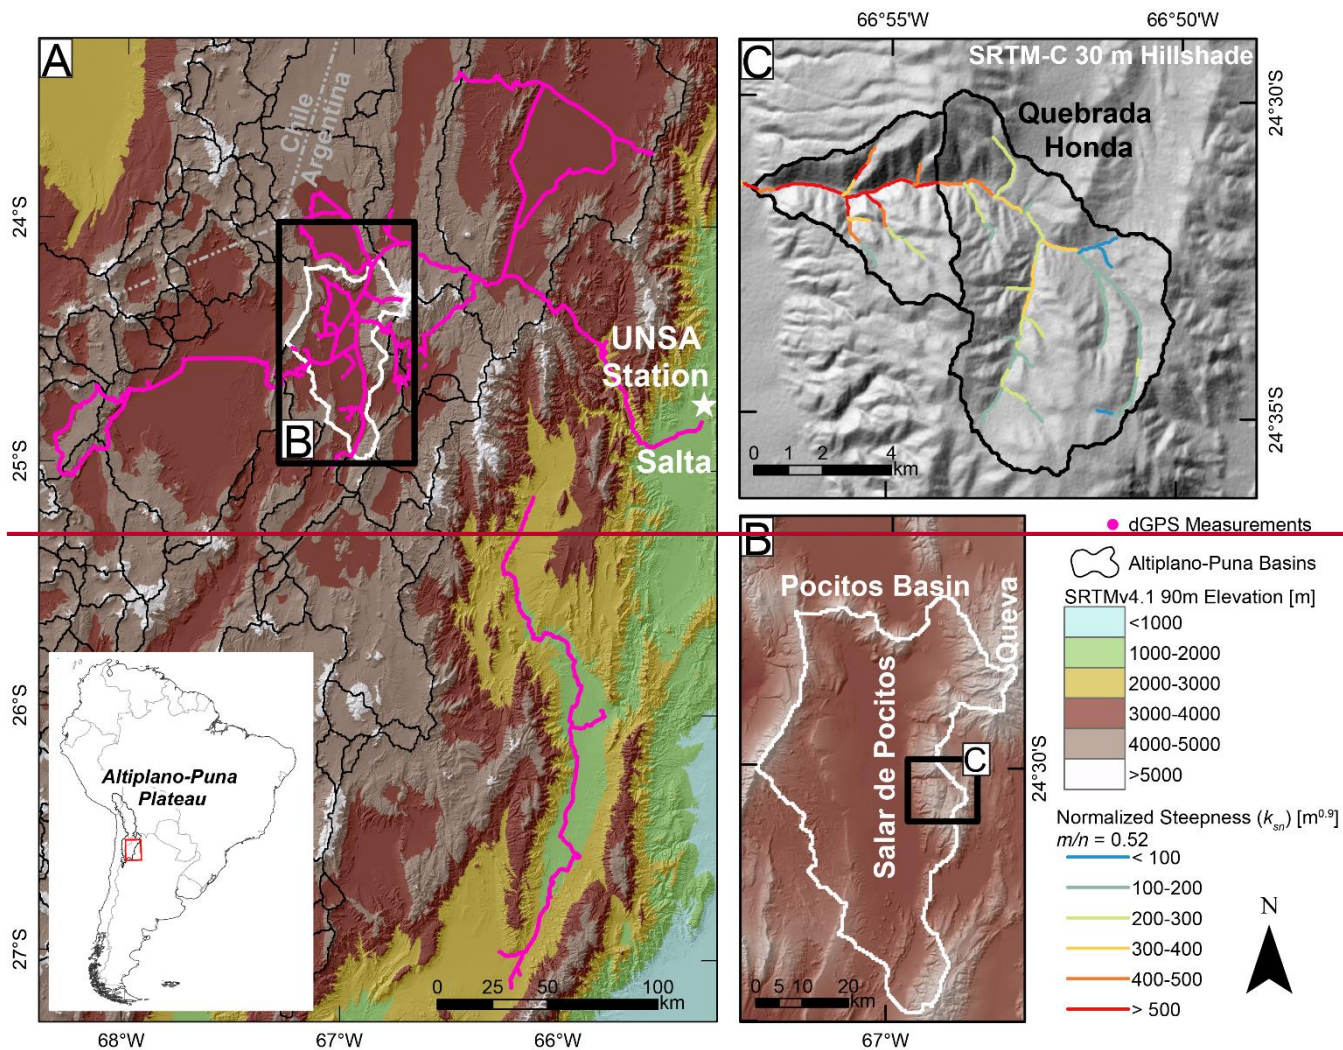 66°55'W
66°50'W
A
Chile
Argentina
24°S
25°S
26°S
27°S
B
UNSA
Station
Salta
Altiplano-Puna
Plateau
0 25 50 100
km
68°W
67°W
66°W
C
SRTM-C 30 m Hillshade
Quebrada
Honda
24°30'S
24°35'S
0 1 2 4
km
B
Pocitos Basin
Queva
Salar de Pocitos
C
24°30'S
0 5 10 20
km
67°W
dGPS Measurements
Altiplano-Puna Basins
SRTMv4.1 90m Elevation [m]
<1000
1000-2000
2000-3000
3000-4000
4000-5000
>5000
Normalized Steepness (ksn) [m0.9]
m/n = 0.52
< 100
100-200
200-300
300-400
400-500
> 500
N